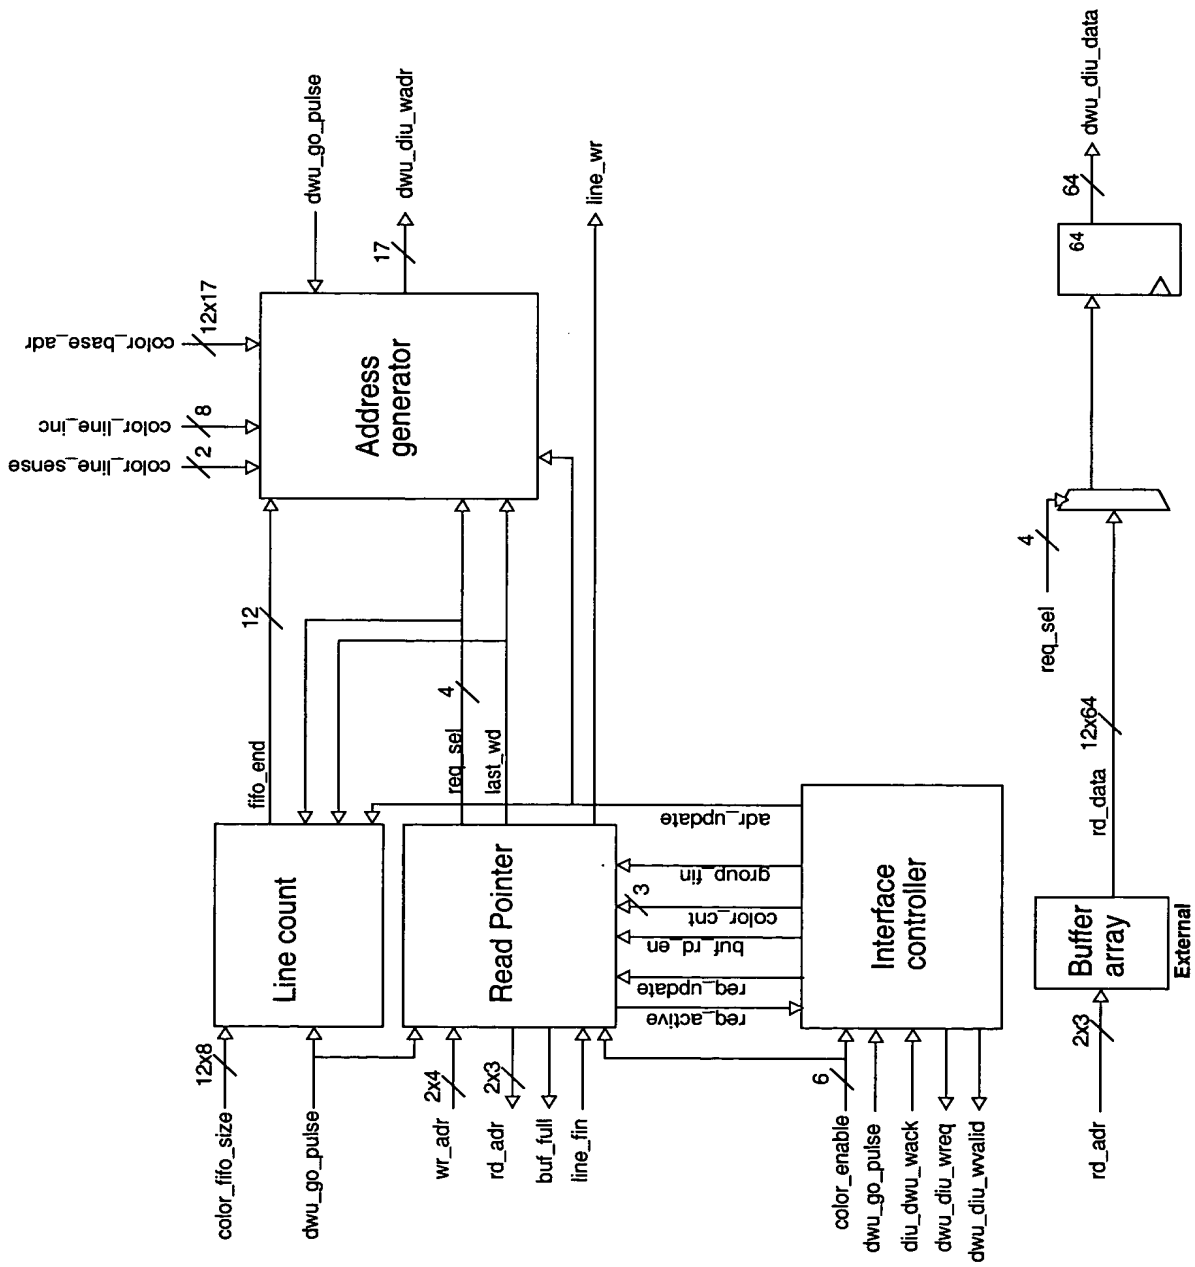 color_fifo_size
12x8
dwu_go_pulse
Line count
fifo_end
12
wr_adr
2x4
rd_adr
2x3
buf_full
line_fin
Read Pointer
req_sel
4
last_wd
color_line_sense
2
color_line_inc
8
color_base_adr
12x17
Address
generator
dwu_go_pulse
17
dwu_diu_wadr
line_wr
req_active
req_update
buf_rd_en
color_cnt
3
group_fin
adr_update
color_enable
6
dwu_go_pulse
diu_dwu_wack
dwu_diu_wreq
dwu_diu_wvalid
Interface
controller
rd_adr
2x3
Buffer
array
External
rd_data
12x64
req_sel
4
64
64
dwu_diu_data